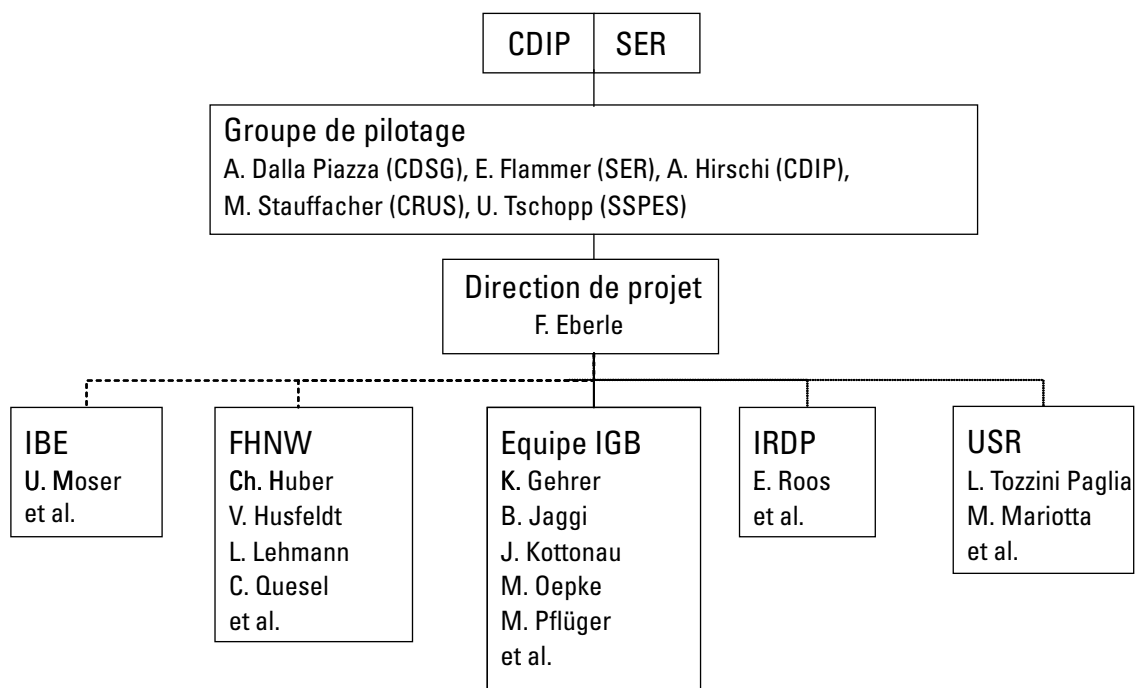 CDIP SER
Groupe de pilotage
A. Dalla Piazza (CDSG), E. Flammer (SER), A. Hirschi (CDIP),
M. Stauffacher (CRUS), U. Tschopp (SSPES)
Direction de projet
F. Eberle
IBE
U. Moser
et al.
FHNW
Ch. Huber
V. Husfeldt
L. Lehmann
C. Quesel
et al.
Equipe IGB
K. Gehrer
B. Jaggi
J. Kottonau
M. Oepke
M. Pflüger
et al.
IRDP
E. Roos
et al.
USR
L. Tozzini Paglia
M. Mariotta
et al.